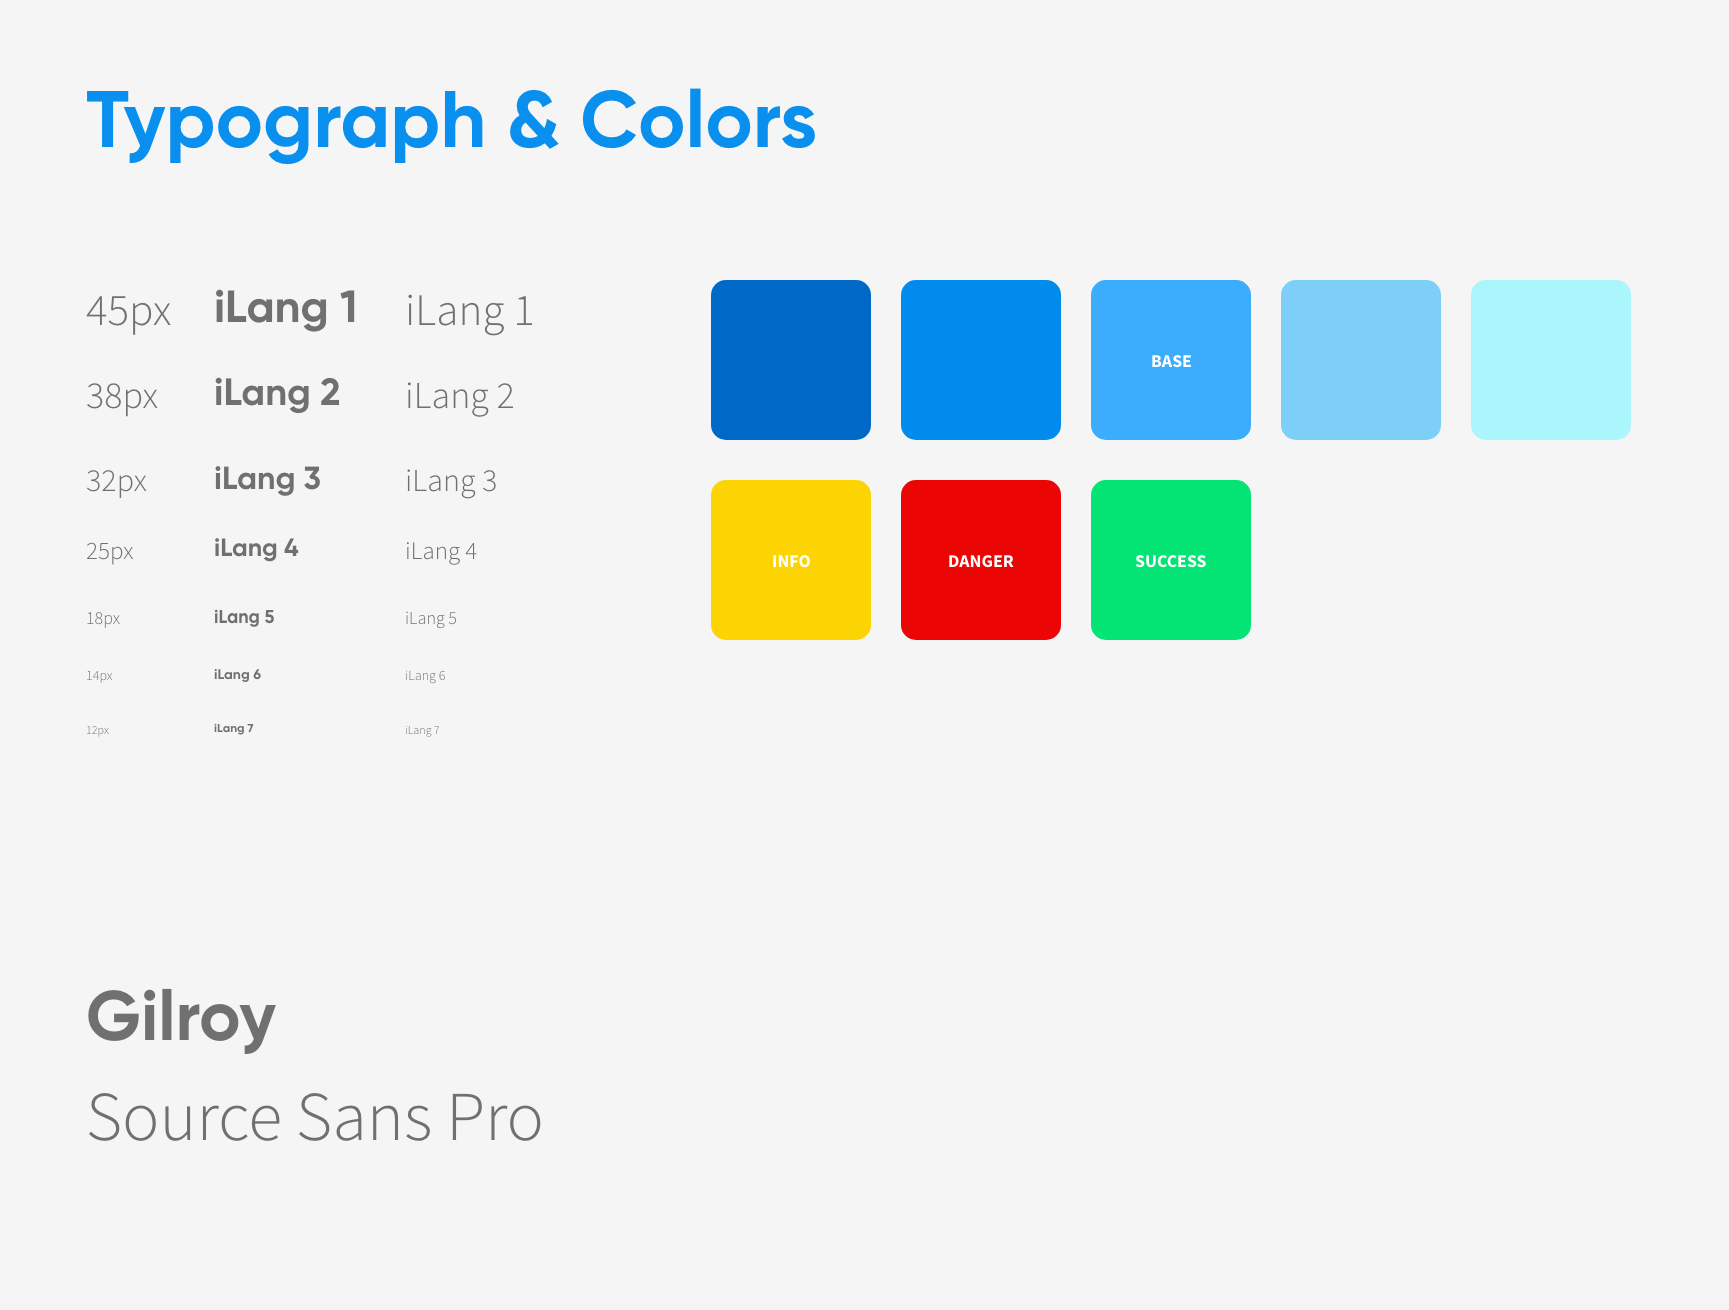 Typograph & Colors
45px iLang 1 iLang 1
38px iLang 2 iLang 2
32px iLang 3 iLang 3
25px iLang 4 iLang 4
18px iLang 5 iLang 5
14px iLang 6 iLang 6
12px iLang 7 iLang 7
BASE
INFO DANGER SUCCESS
Gilroy
Source Sans Pro